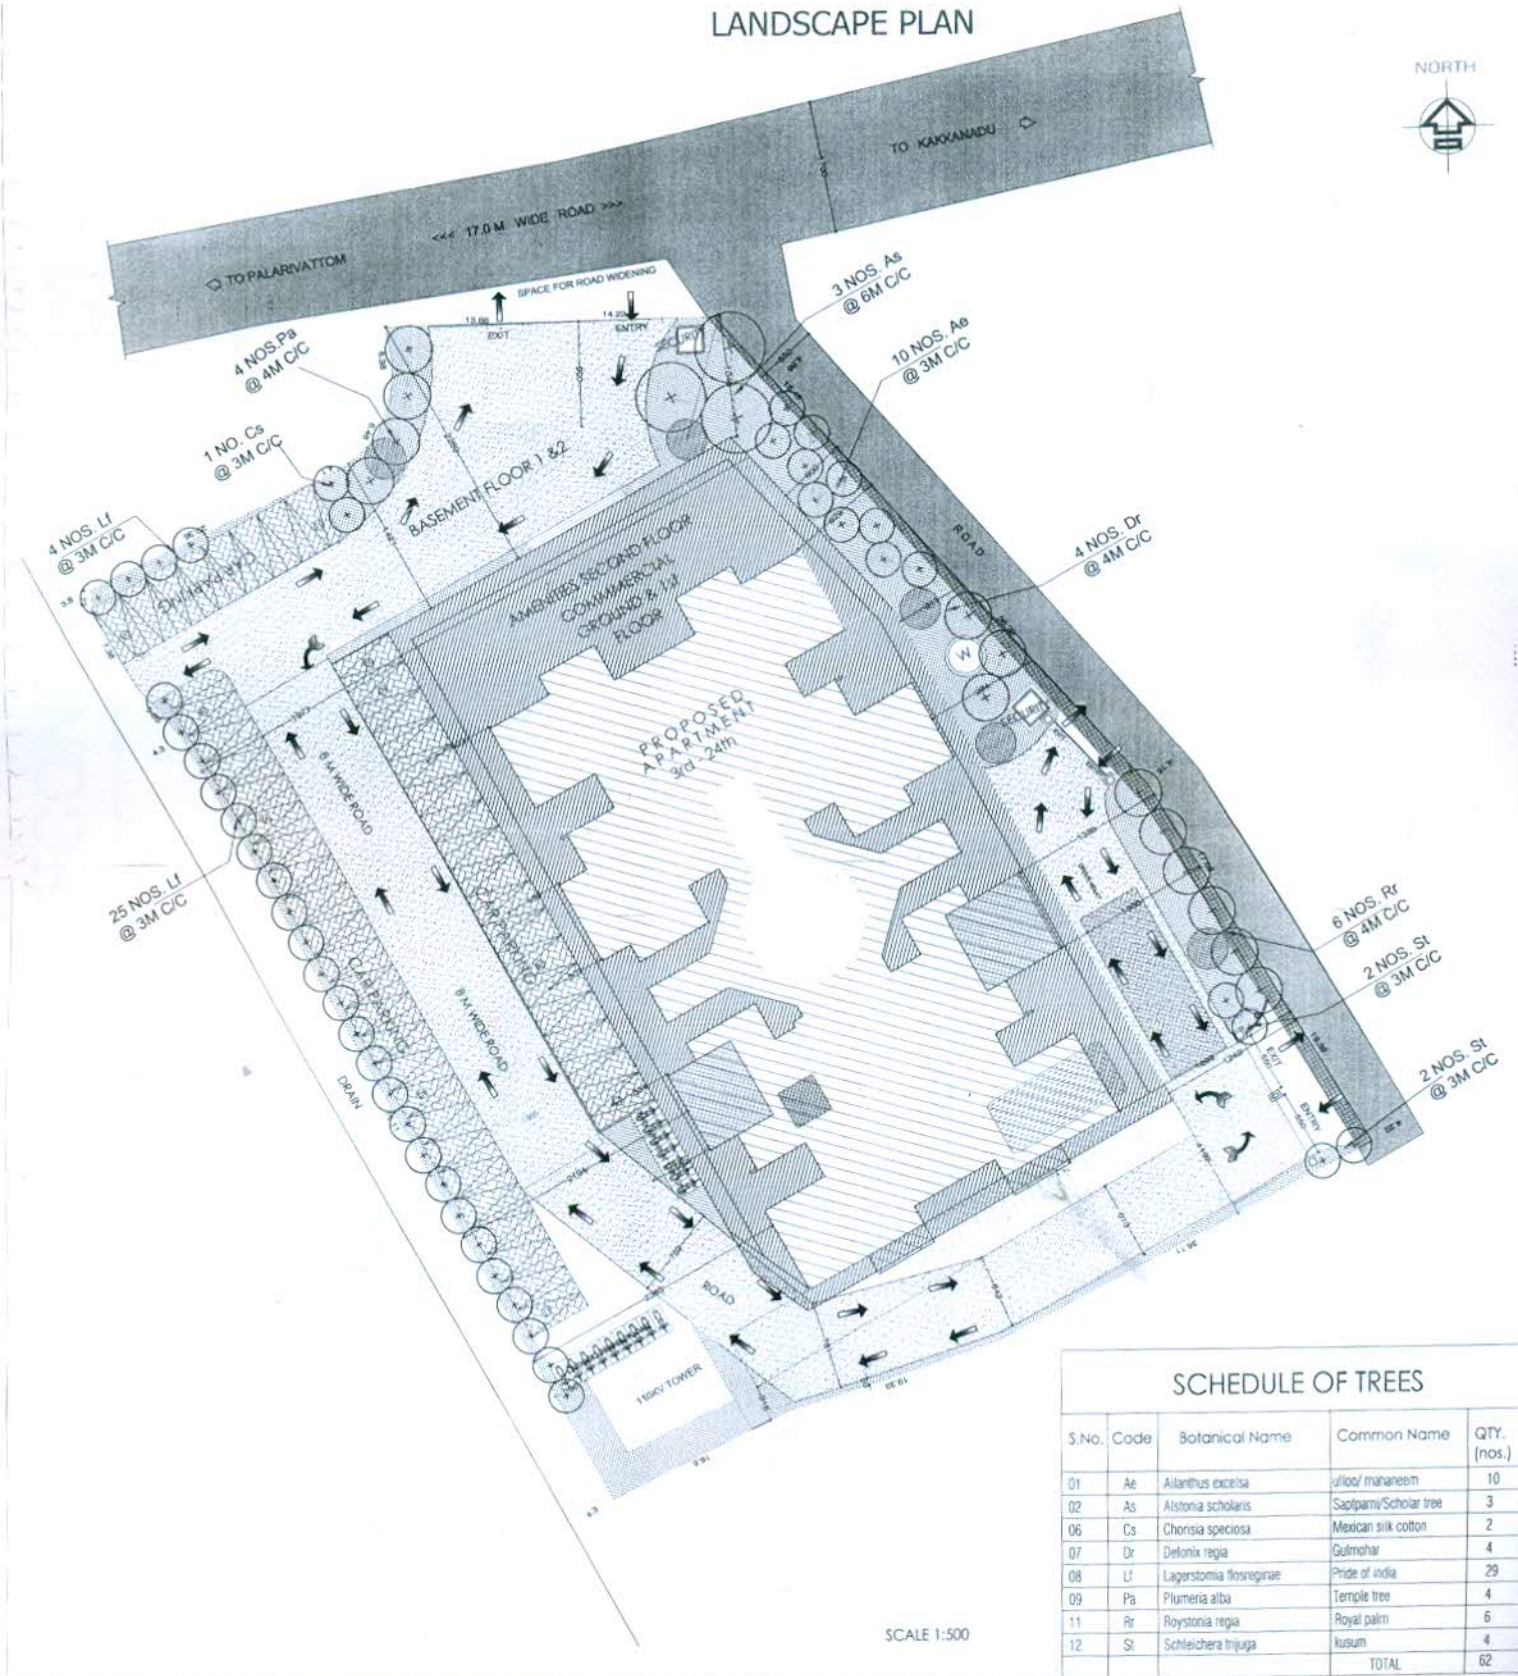 LANDSCAPE PLAN
NORTH
TO KAKKANADU
<<< 17.0 M WIDE ROAD >>>
TO PALARIVATTOM
SPACE FOR ROAD WIDENING
EXIT
ENTRY
SECURITY
3 NOS. As
@ 6M C/C
10 NOS. Ae
@ 3M C/C
4 NOS.Pa
@ 4M C/C
1 NO. Cs
@ 3M C/C
4 NOS. Lf
@ 3M C/C
CAR PARKING
BASEMENT FLOOR 1 &2
AMENITIES SECOND FLOOR
COMMMERCIAL
GROUND & 1st
FLOOR
ROAD
4 NOS. Dr
@ 4M C/C
W
SECURITY
PROPOSED
APARTMENT
3rd - 24th
8 M WIDE ROAD
25 NOS. Lf
@ 3M C/C
CAR PARKING
CAR PARKING
8 M WIDE ROAD
DRAIN
6 NOS. Rr
@ 4M C/C
2 NOS. St
@ 3M C/C
2 NOS. St
@ 3M C/C
EXIT
ENTRY
ROAD
110KV TOWER
SCALE 1:500
SCHEDULE OF TREES
S.No. Code Botanical Name Common Name QTY. (nos.)
01 Ae Ailanthus excelsa ulloo/ mahaneem 10
02 As Alstonia scholaris Saptparni/Scholar tree 3
06 Cs Chorisia speciosa Mexican silk cotton 2
07 Dr Delonix regia Gulmohar 4
08 Lf Lagerstomia flosreginae Pride of india 29
09 Pa Plumeria alba Temple tree 4
11 Rr Roystonia regia Royal palm 6
12 St Schleichera trijuga kusum 4
TOTAL 62